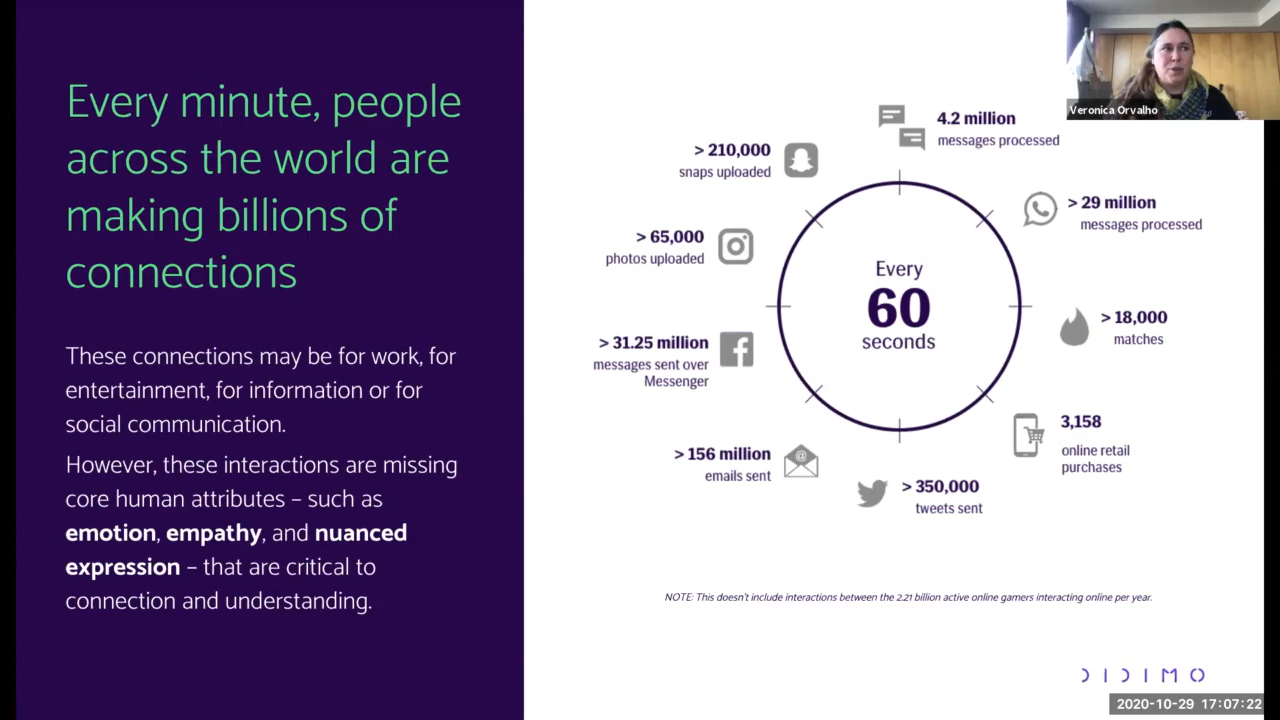 Every minute, people
across the world are
making billions of
connections
These connections may be for work, for
entertainment, for information or for
social communication.
However, these interactions are missing
core human attributes – such as
emotion, empathy, and nuanced
expression – that are critical to
connection and understanding.
4.2 million
messages processed
> 29 million
messages processed
> 18,000
matches
3,158
online retail
purchases
> 350,000
tweets sent
> 156 million
emails sent
@
> 31.25 million
messages sent over
Messenger
> 65,000
photos uploaded
> 210,000
snaps uploaded
Every
60
seconds
NOTE: This doesn't include interactions between the 2.21 billion active online gamers interacting online per year.
DIDIMO
Veronica Orvalho
2020-10-29 17:07:22